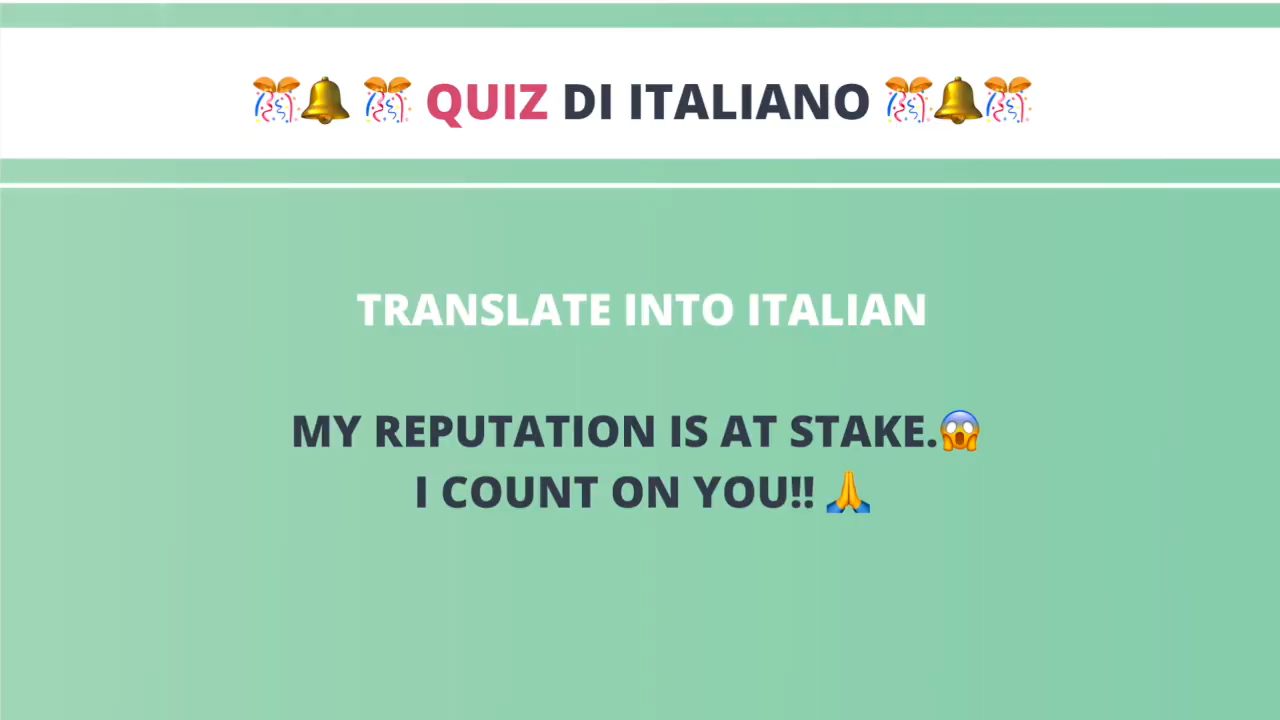 🎊🔔 🎊 QUIZ DI ITALIANO 🎊🔔🎊
TRANSLATE INTO ITALIAN
MY REPUTATION IS AT STAKE.😱
I COUNT ON YOU!! 🙏